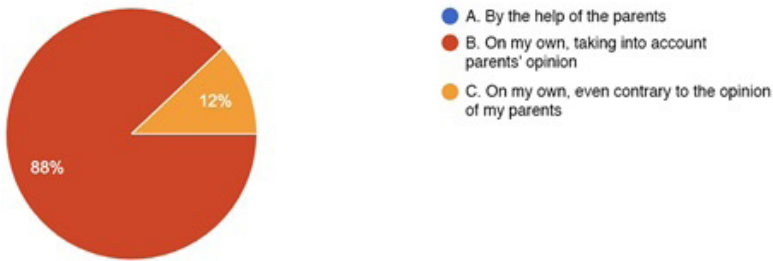 A. By the help of the parents
B. On my own, taking into account
parents' opinion
C. On my own, even contrary to the opinion
of my parents
12%
88%